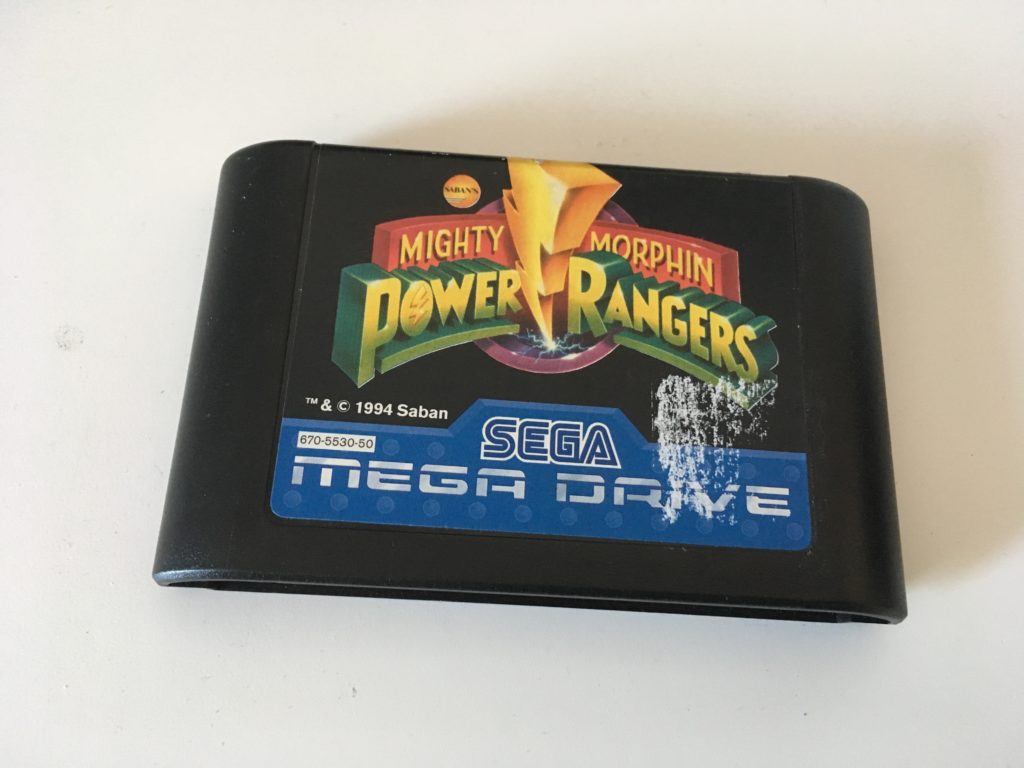 SABAN'S
MIGHTY MORPHIN
POWER RANGERS
™ & © 1994 Saban
SEGA
670-5530-50
MEGA DRIVE